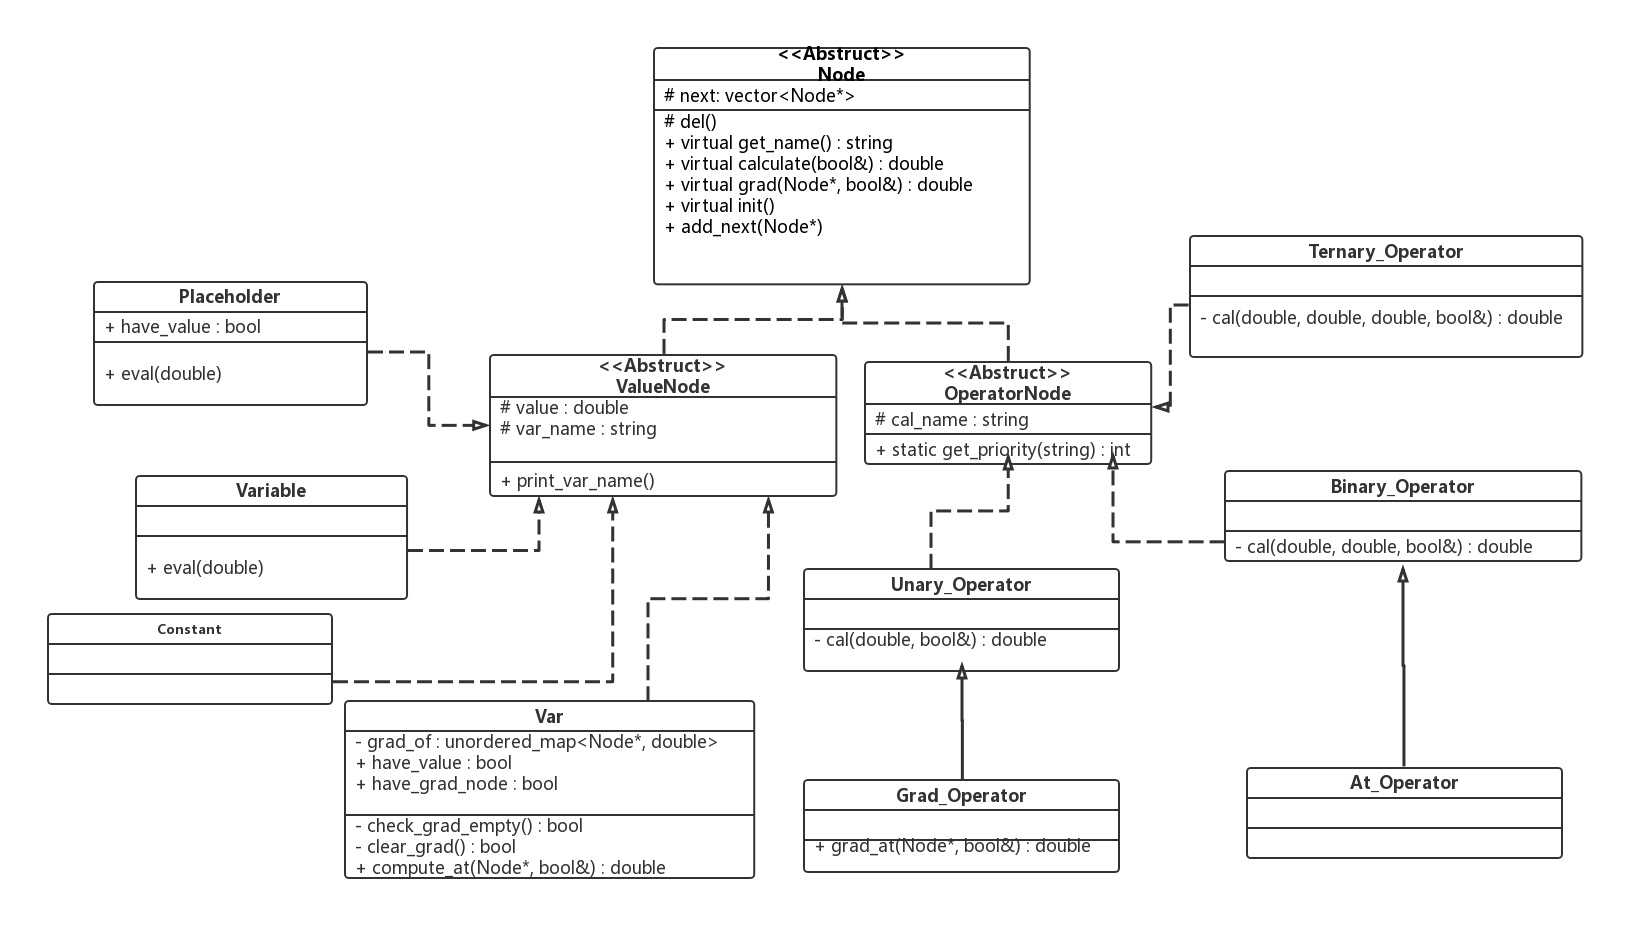 <<Abstruct>>
Node
# next: vector<Node*>
# del()
+ virtual get_name() : string
+ virtual calculate(bool&) : double
+ virtual grad(Node*, bool&) : double
+ virtual init()
+ add_next(Node*)
Ternary_Operator
- cal(double, double, double, bool&) : double
Placeholder
+ have_value : bool
+ eval(double)
<<Abstruct>>
ValueNode
# value : double
# var_name : string
+ print_var_name()
<<Abstruct>>
OperatorNode
# cal_name : string
+ static get_priority(string) : int
Variable
+ eval(double)
Binary_Operator
- cal(double, double, bool&) : double
Constant
Unary_Operator
- cal(double, bool&) : double
Var
- grad_of : unordered_map<Node*, double>
+ have_value : bool
+ have_grad_node : bool
- check_grad_empty() : bool
- clear_grad() : bool
+ compute_at(Node*, bool&) : double
Grad_Operator
+ grad_at(Node*, bool&) : double
At_Operator